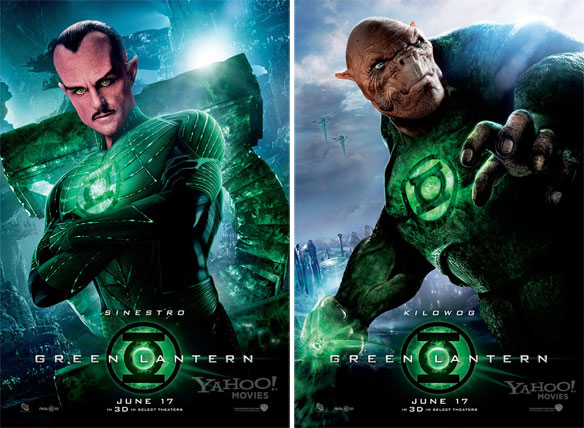 SINESTRO
GREEN LANTERN
YAHOO!
MOVIES
JUNE 17
IN 3D IN SELECT THEATERS
KILOWOG
GREEN LANTERN
YAHOO!
MOVIES
JUNE 17
IN 3D IN SELECT THEATERS